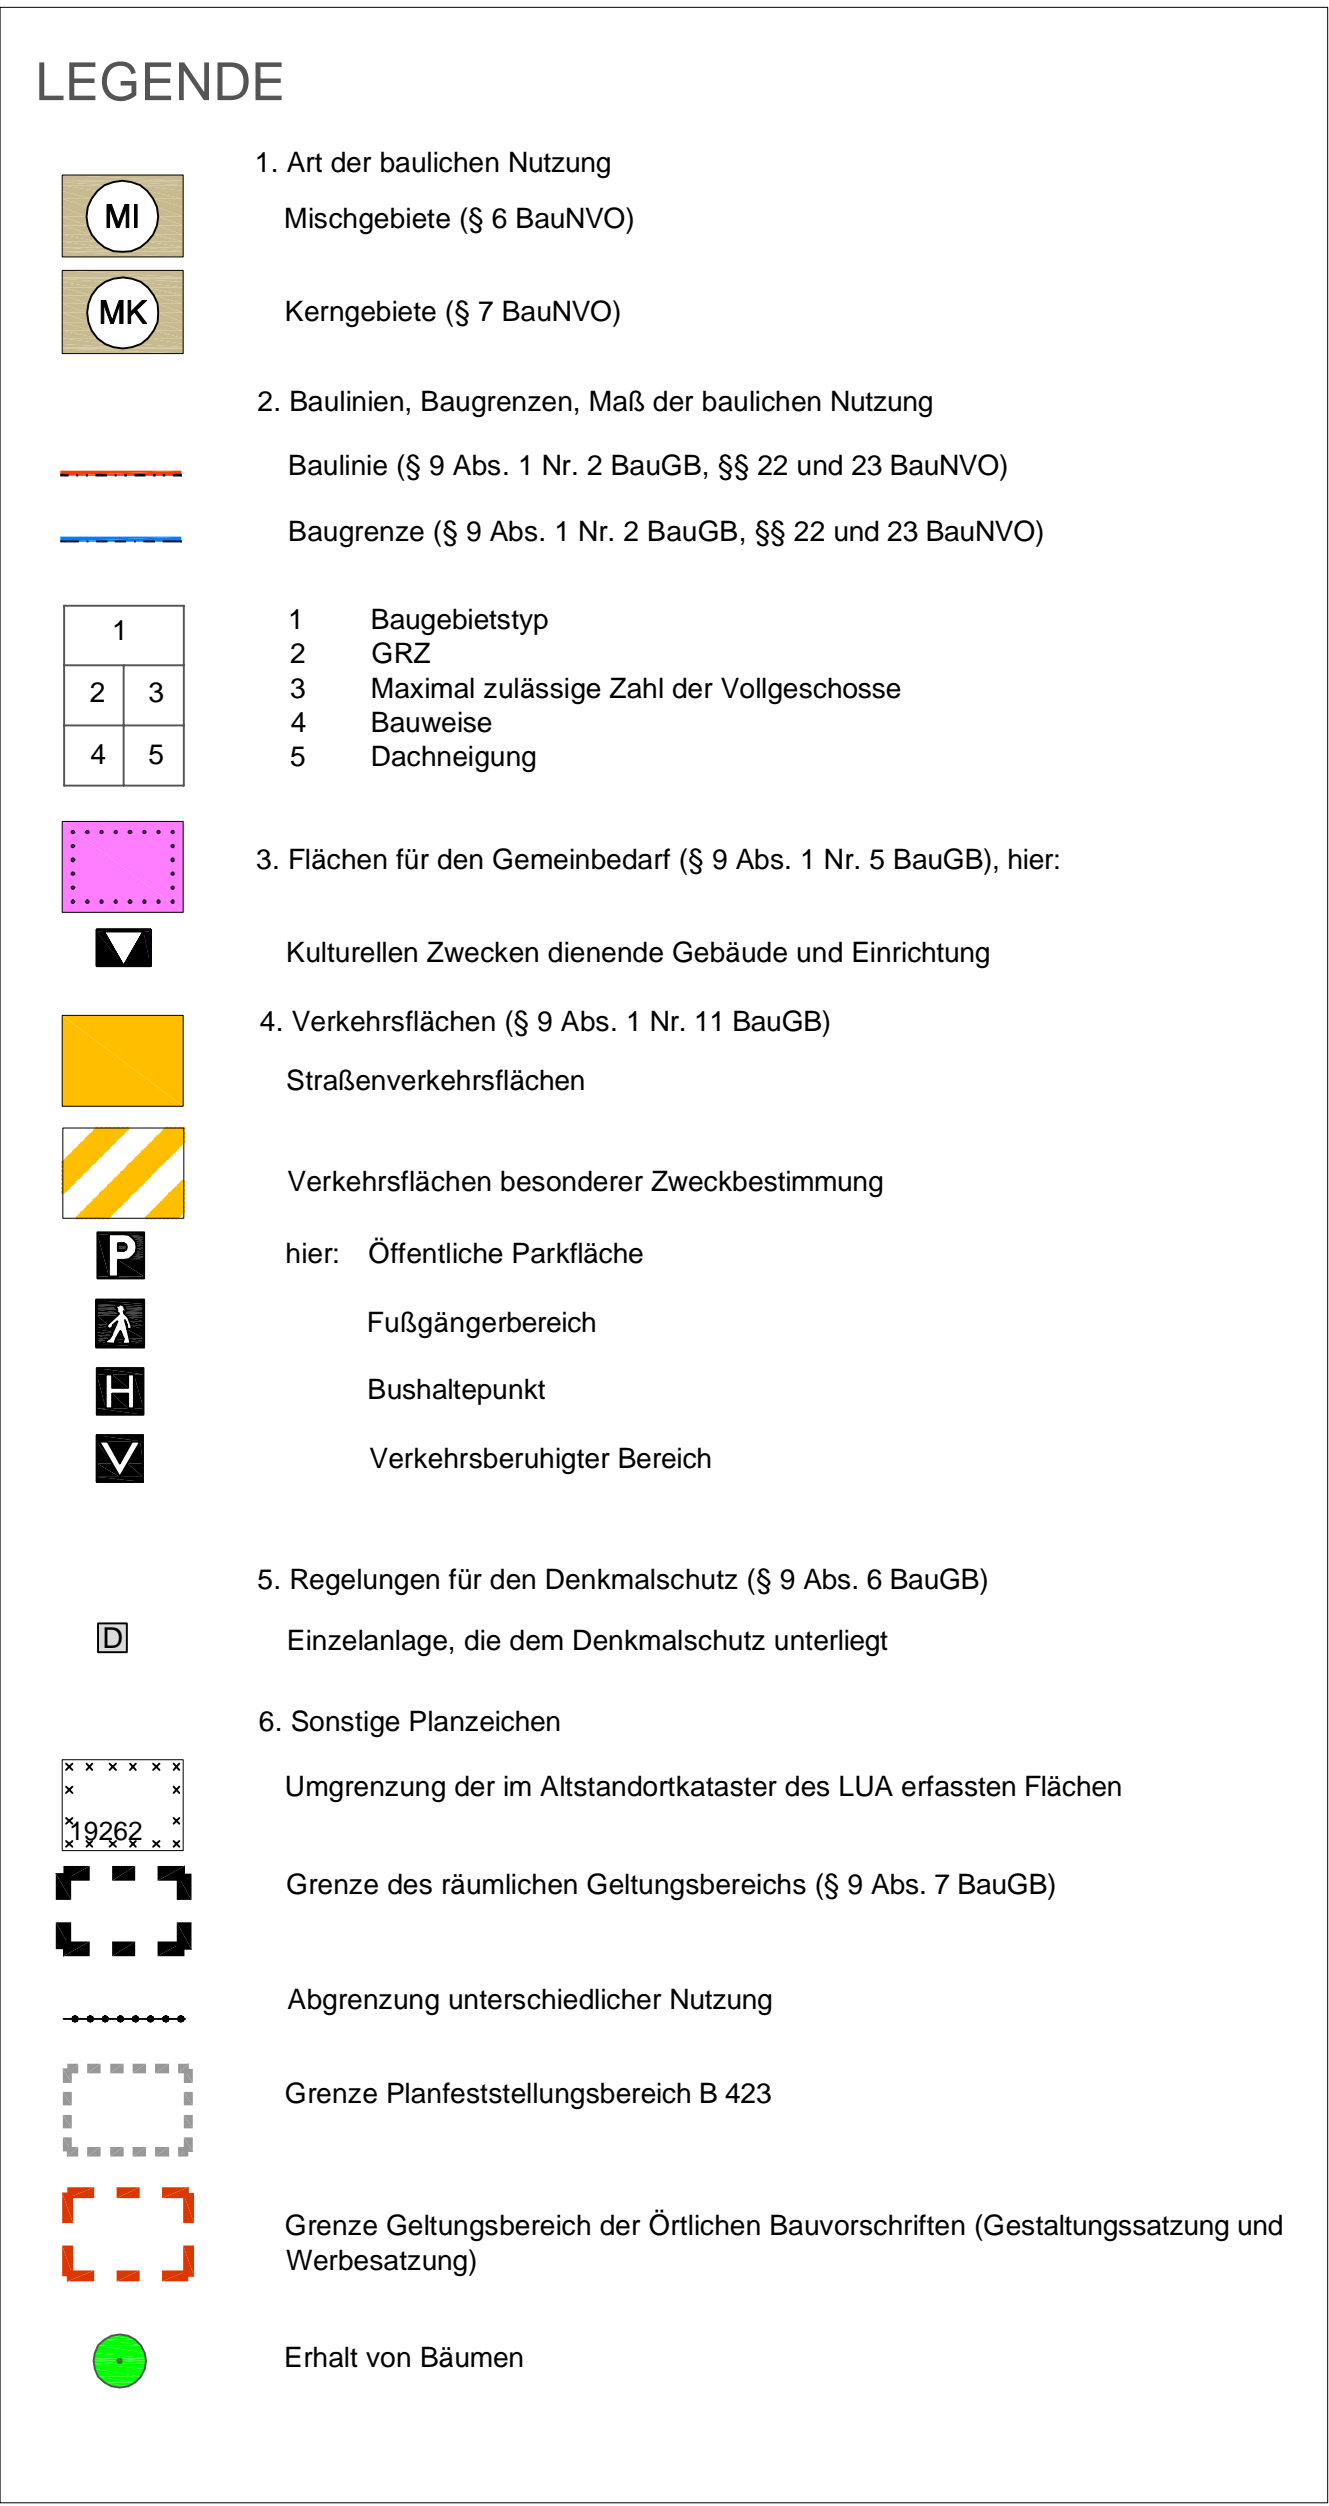 LEGENDE
1. Art der baulichen Nutzung
MI Mischgebiete (§ 6 BauNVO)
MK Kerngebiete (§ 7 BauNVO)
2. Baulinien, Baugrenzen, Maß der baulichen Nutzung
Baulinie (§ 9 Abs. 1 Nr. 2 BauGB, §§ 22 und 23 BauNVO)
Baugrenze (§ 9 Abs. 1 Nr. 2 BauGB, §§ 22 und 23 BauNVO)
1
2 3
4 5
1 Baugebietstyp
2 GRZ
3 Maximal zulässige Zahl der Vollgeschosse
4 Bauweise
5 Dachneigung
3. Flächen für den Gemeinbedarf (§ 9 Abs. 1 Nr. 5 BauGB), hier:
Kulturellen Zwecken dienende Gebäude und Einrichtung
4. Verkehrsflächen (§ 9 Abs. 1 Nr. 11 BauGB)
Straßenverkehrsflächen
Verkehrsflächen besonderer Zweckbestimmung
P hier: Öffentliche Parkfläche
Fußgängerbereich
H Bushaltepunkt
V Verkehrsberuhigter Bereich
5. Regelungen für den Denkmalschutz (§ 9 Abs. 6 BauGB)
D Einzelanlage, die dem Denkmalschutz unterliegt
6. Sonstige Planzeichen
Umgrenzung der im Altstandortkataster des LUA erfassten Flächen
19262
Grenze des räumlichen Geltungsbereichs (§ 9 Abs. 7 BauGB)
Abgrenzung unterschiedlicher Nutzung
Grenze Planfeststellungsbereich B 423
Grenze Geltungsbereich der Örtlichen Bauvorschriften (Gestaltungssatzung und
Werbesatzung)
Erhalt von Bäumen